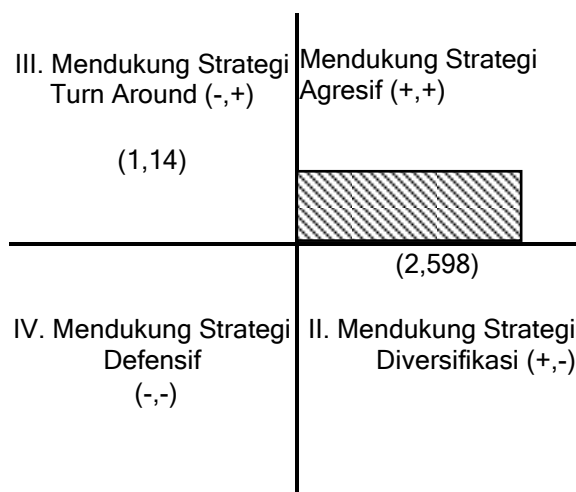 III. Mendukung Strategi
Turn Around (-,+)
(1,14)
Mendukung Strategi
Agresif (+,+)
(2,598)
IV. Mendukung Strategi
Defensif
(-,-)
II. Mendukung Strategi
Diversifikasi (+,-)